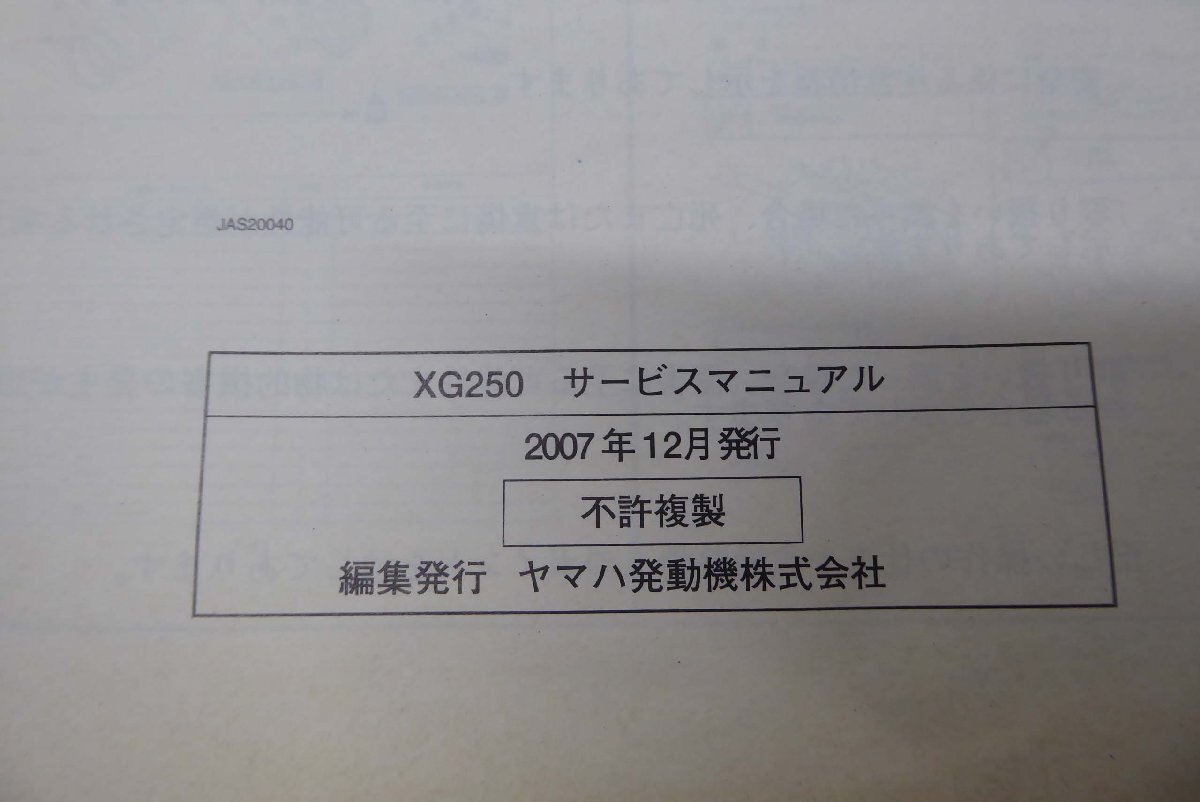 JAS20040
XG250　サービスマニュアル
2007年12月発行
不許複製
編集発行　ヤマハ発動機株式会社